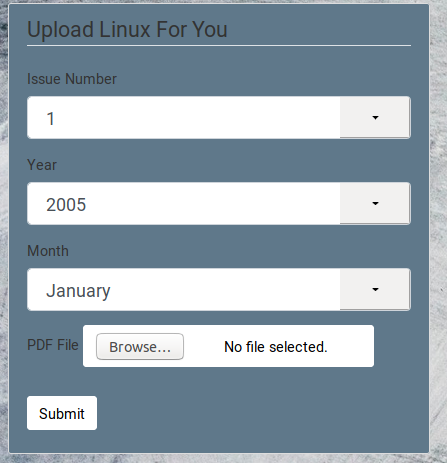 Upload Linux For You
Issue Number
1
Year
2005
Month
January
PDF File Browse... No file selected.
Submit